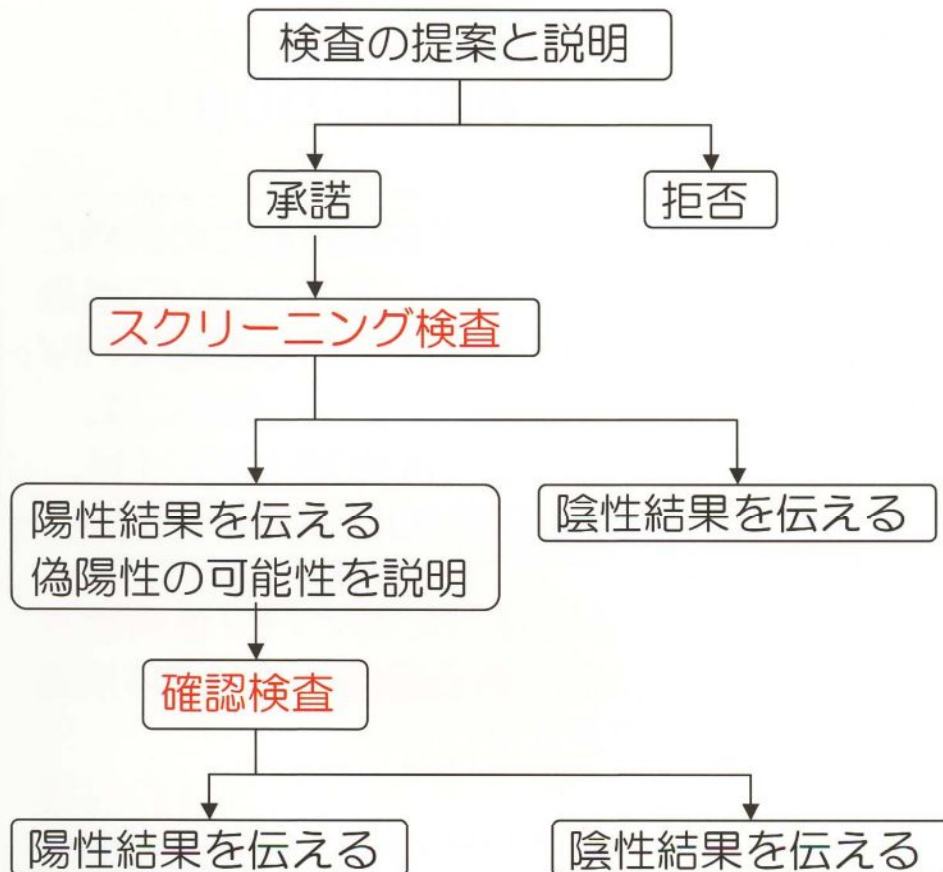 検査の提案と説明
承諾
拒否
スクリーニング検査
陽性結果を伝える
偽陽性の可能性を説明
陰性結果を伝える
確認検査
陽性結果を伝える
陰性結果を伝える